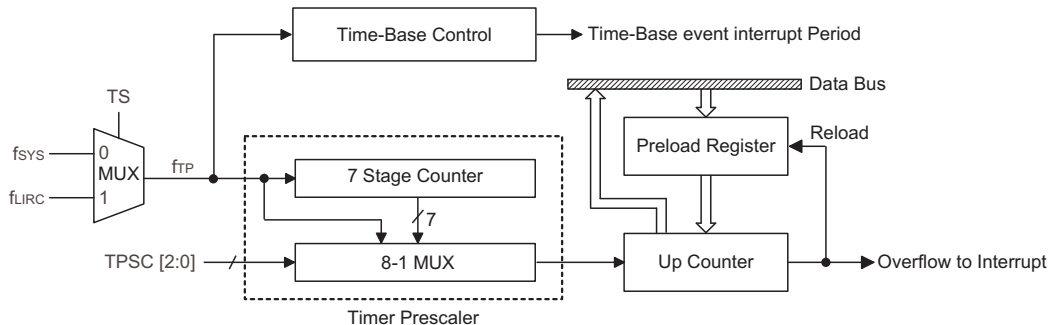 Time-Base Control
Time-Base event interrupt Period
Data Bus
TS
fSYS
0
MUX
fTP
fLIRC
1
Preload Register
Reload
7 Stage Counter
7
TPSC [2:0]
8-1 MUX
Up Counter
Overflow to Interrupt
Timer Prescaler